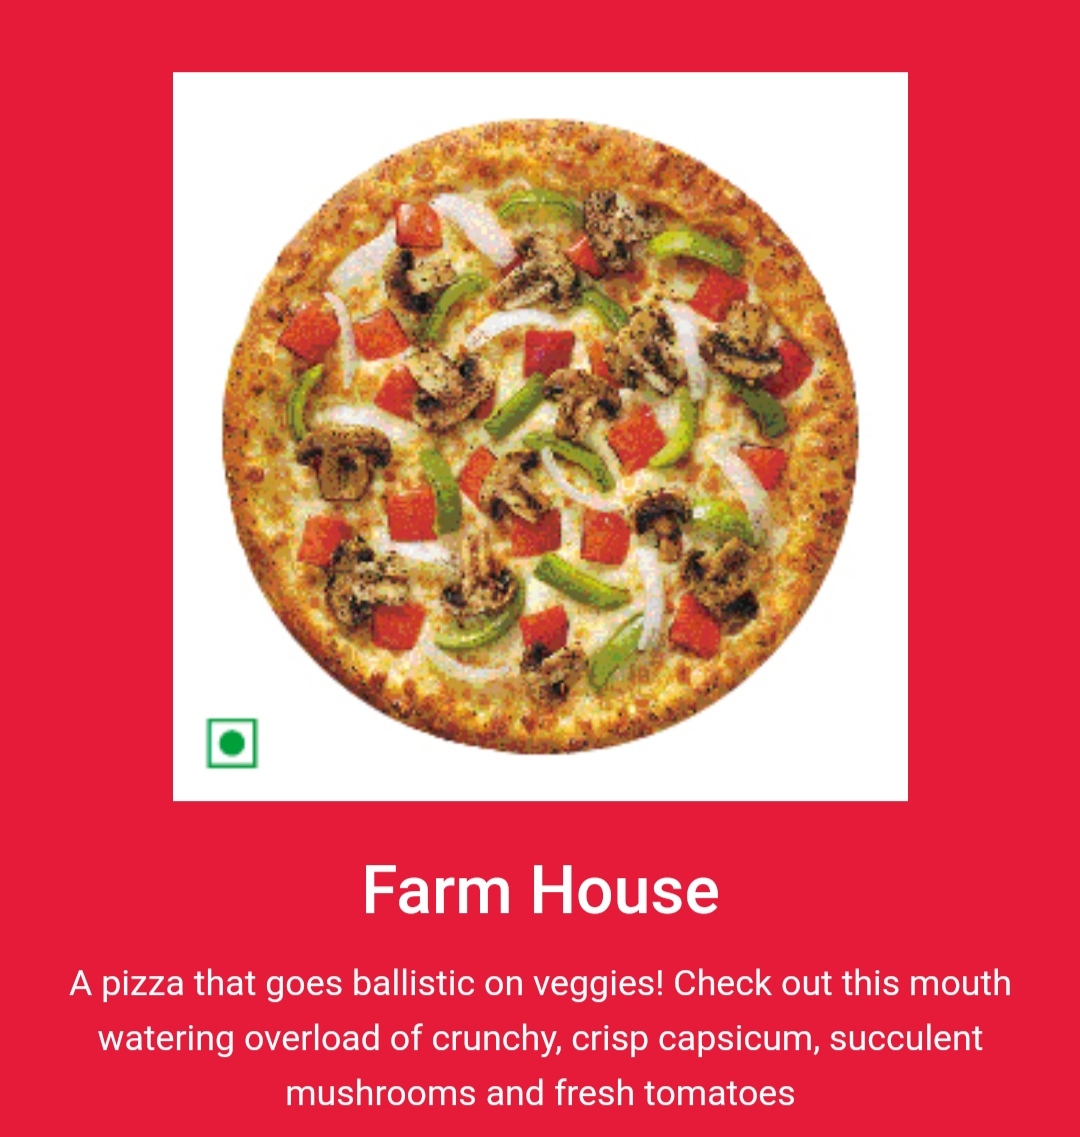 Farm House
A pizza that goes ballistic on veggies! Check out this mouth
watering overload of crunchy, crisp capsicum, succulent
mushrooms and fresh tomatoes